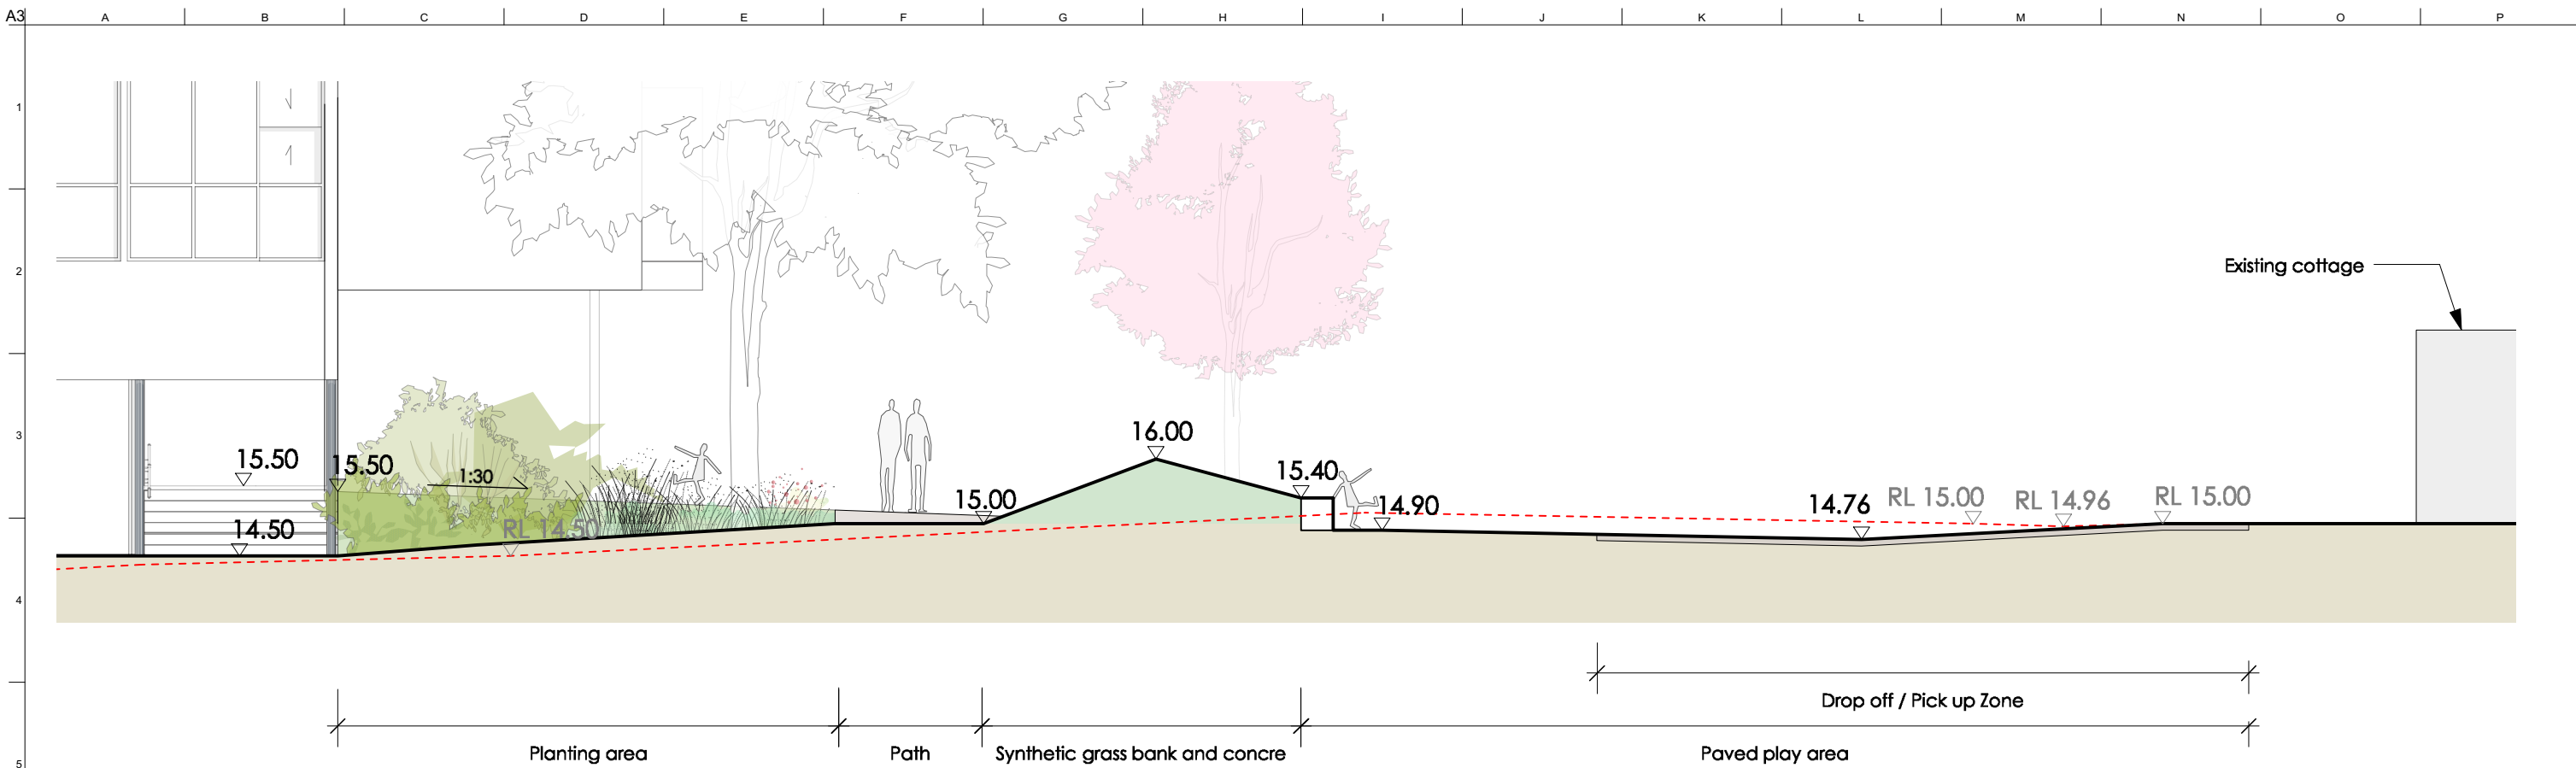 A3 A B C D E F G H I J K L M N O P
1
2
Existing cottage
3
16.00
15.50
15.50
1:30
15.40
15.00
14.90
14.76
RL 15.00
RL 14.96
RL 15.00
14.50
RL 14.50
4
Drop off / Pick up Zone
Planting area
Path
Synthetic grass bank and concre
Paved play area
5